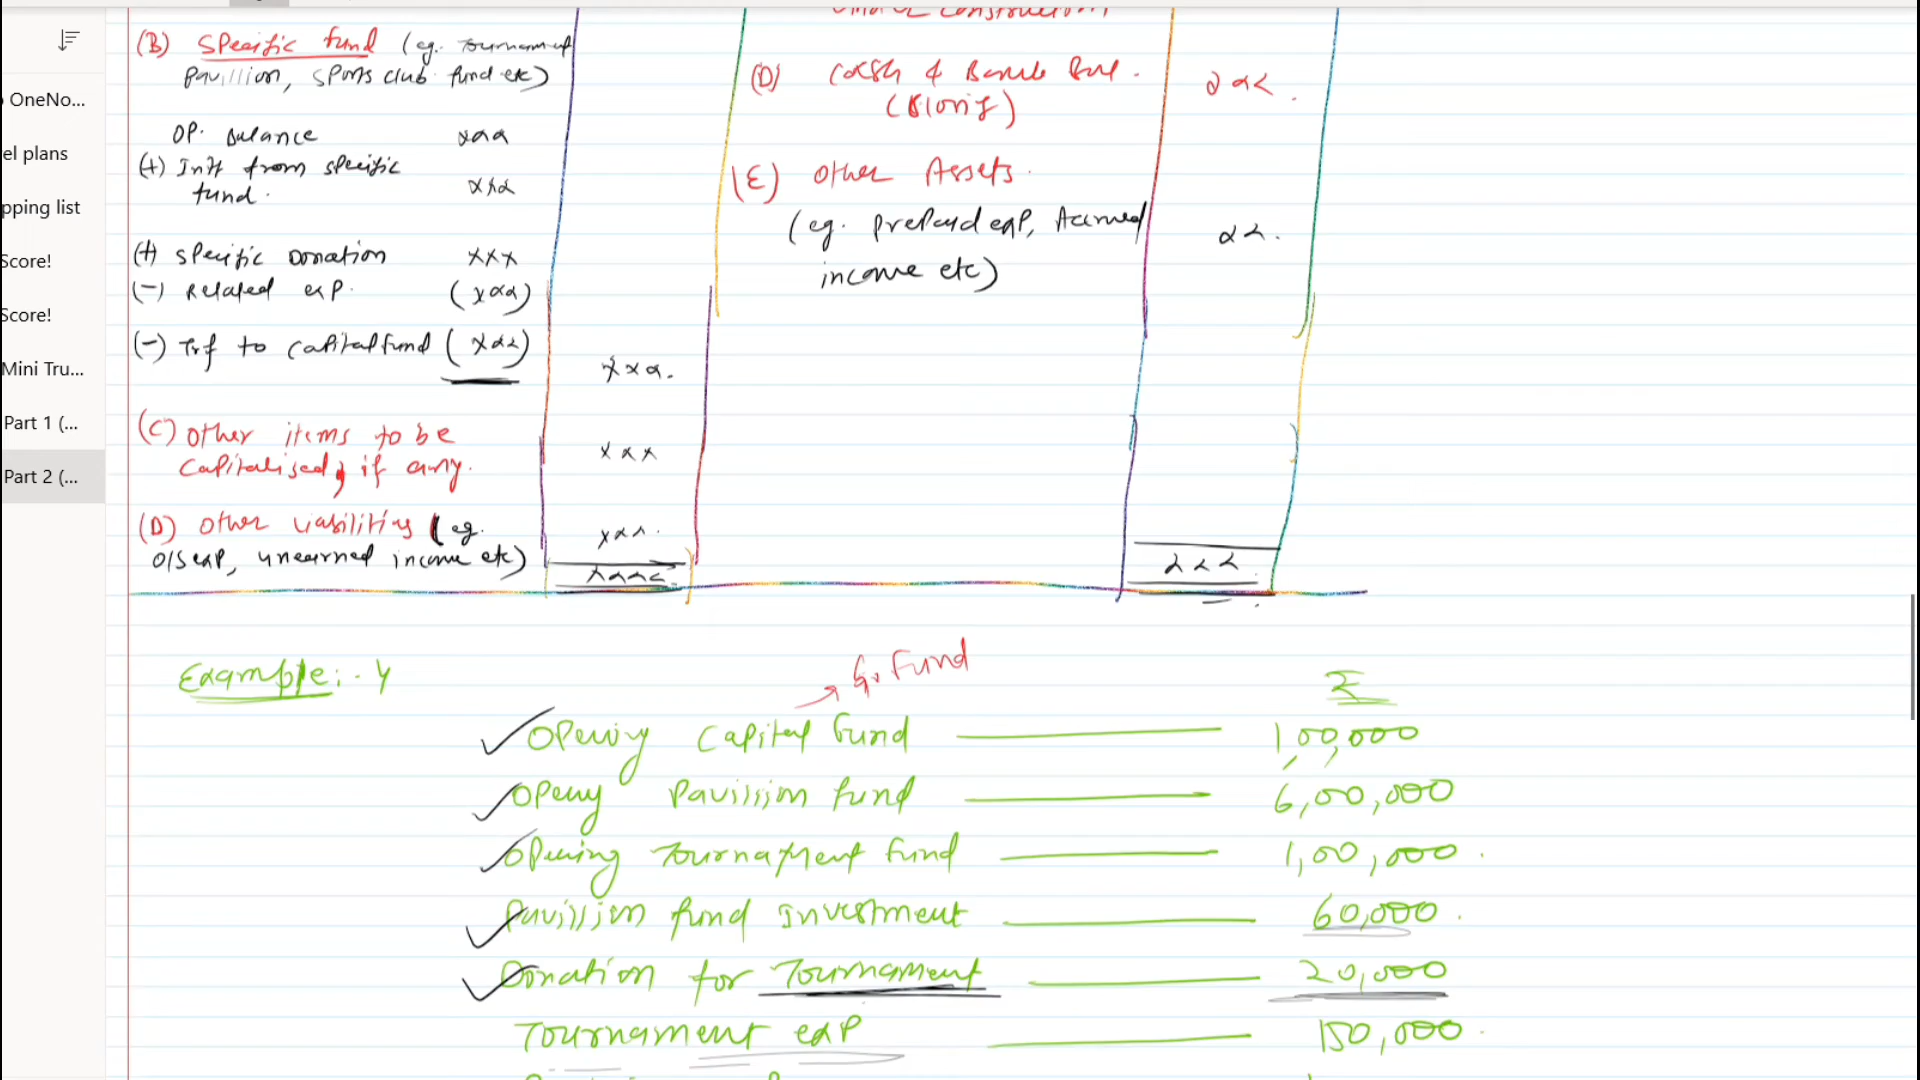 OneNo...
el plans
pping list
Score!
Score!
Mini Tru...
Part 1 (...
Part 2 (...
under construction
(B) Specific fund (eg. Tournament
Pavillion, sports club fund etc)
OP. Balance xxx
(+) Intt from specific
fund. xxx
(+) Specific Donation xxx
(-) Related exp. (xxx)
(-) Trf to Capital fund (xxx)
xxx.
(C) Other items to be
Capitalised, if any. xxx
(D) Other Liabilities (eg.
O/S exp, unearned income etc) xxx.
xxxx
(D) Cash & Bank Bal. xxx.
(Closing)
(E) Other Assets.
(eg. Prepaid exp, Accrued
income etc) xx.
xxx
Example:- 4
G. Fund
₹
Opening Capital Fund 1,00,000
Opeing Pavillion fund 6,00,000
Opening Tournament Fund 1,00,000.
Pavillion fund Investment 60,000.
Donation for Tournament 20,000
Tournament exp 150,000.